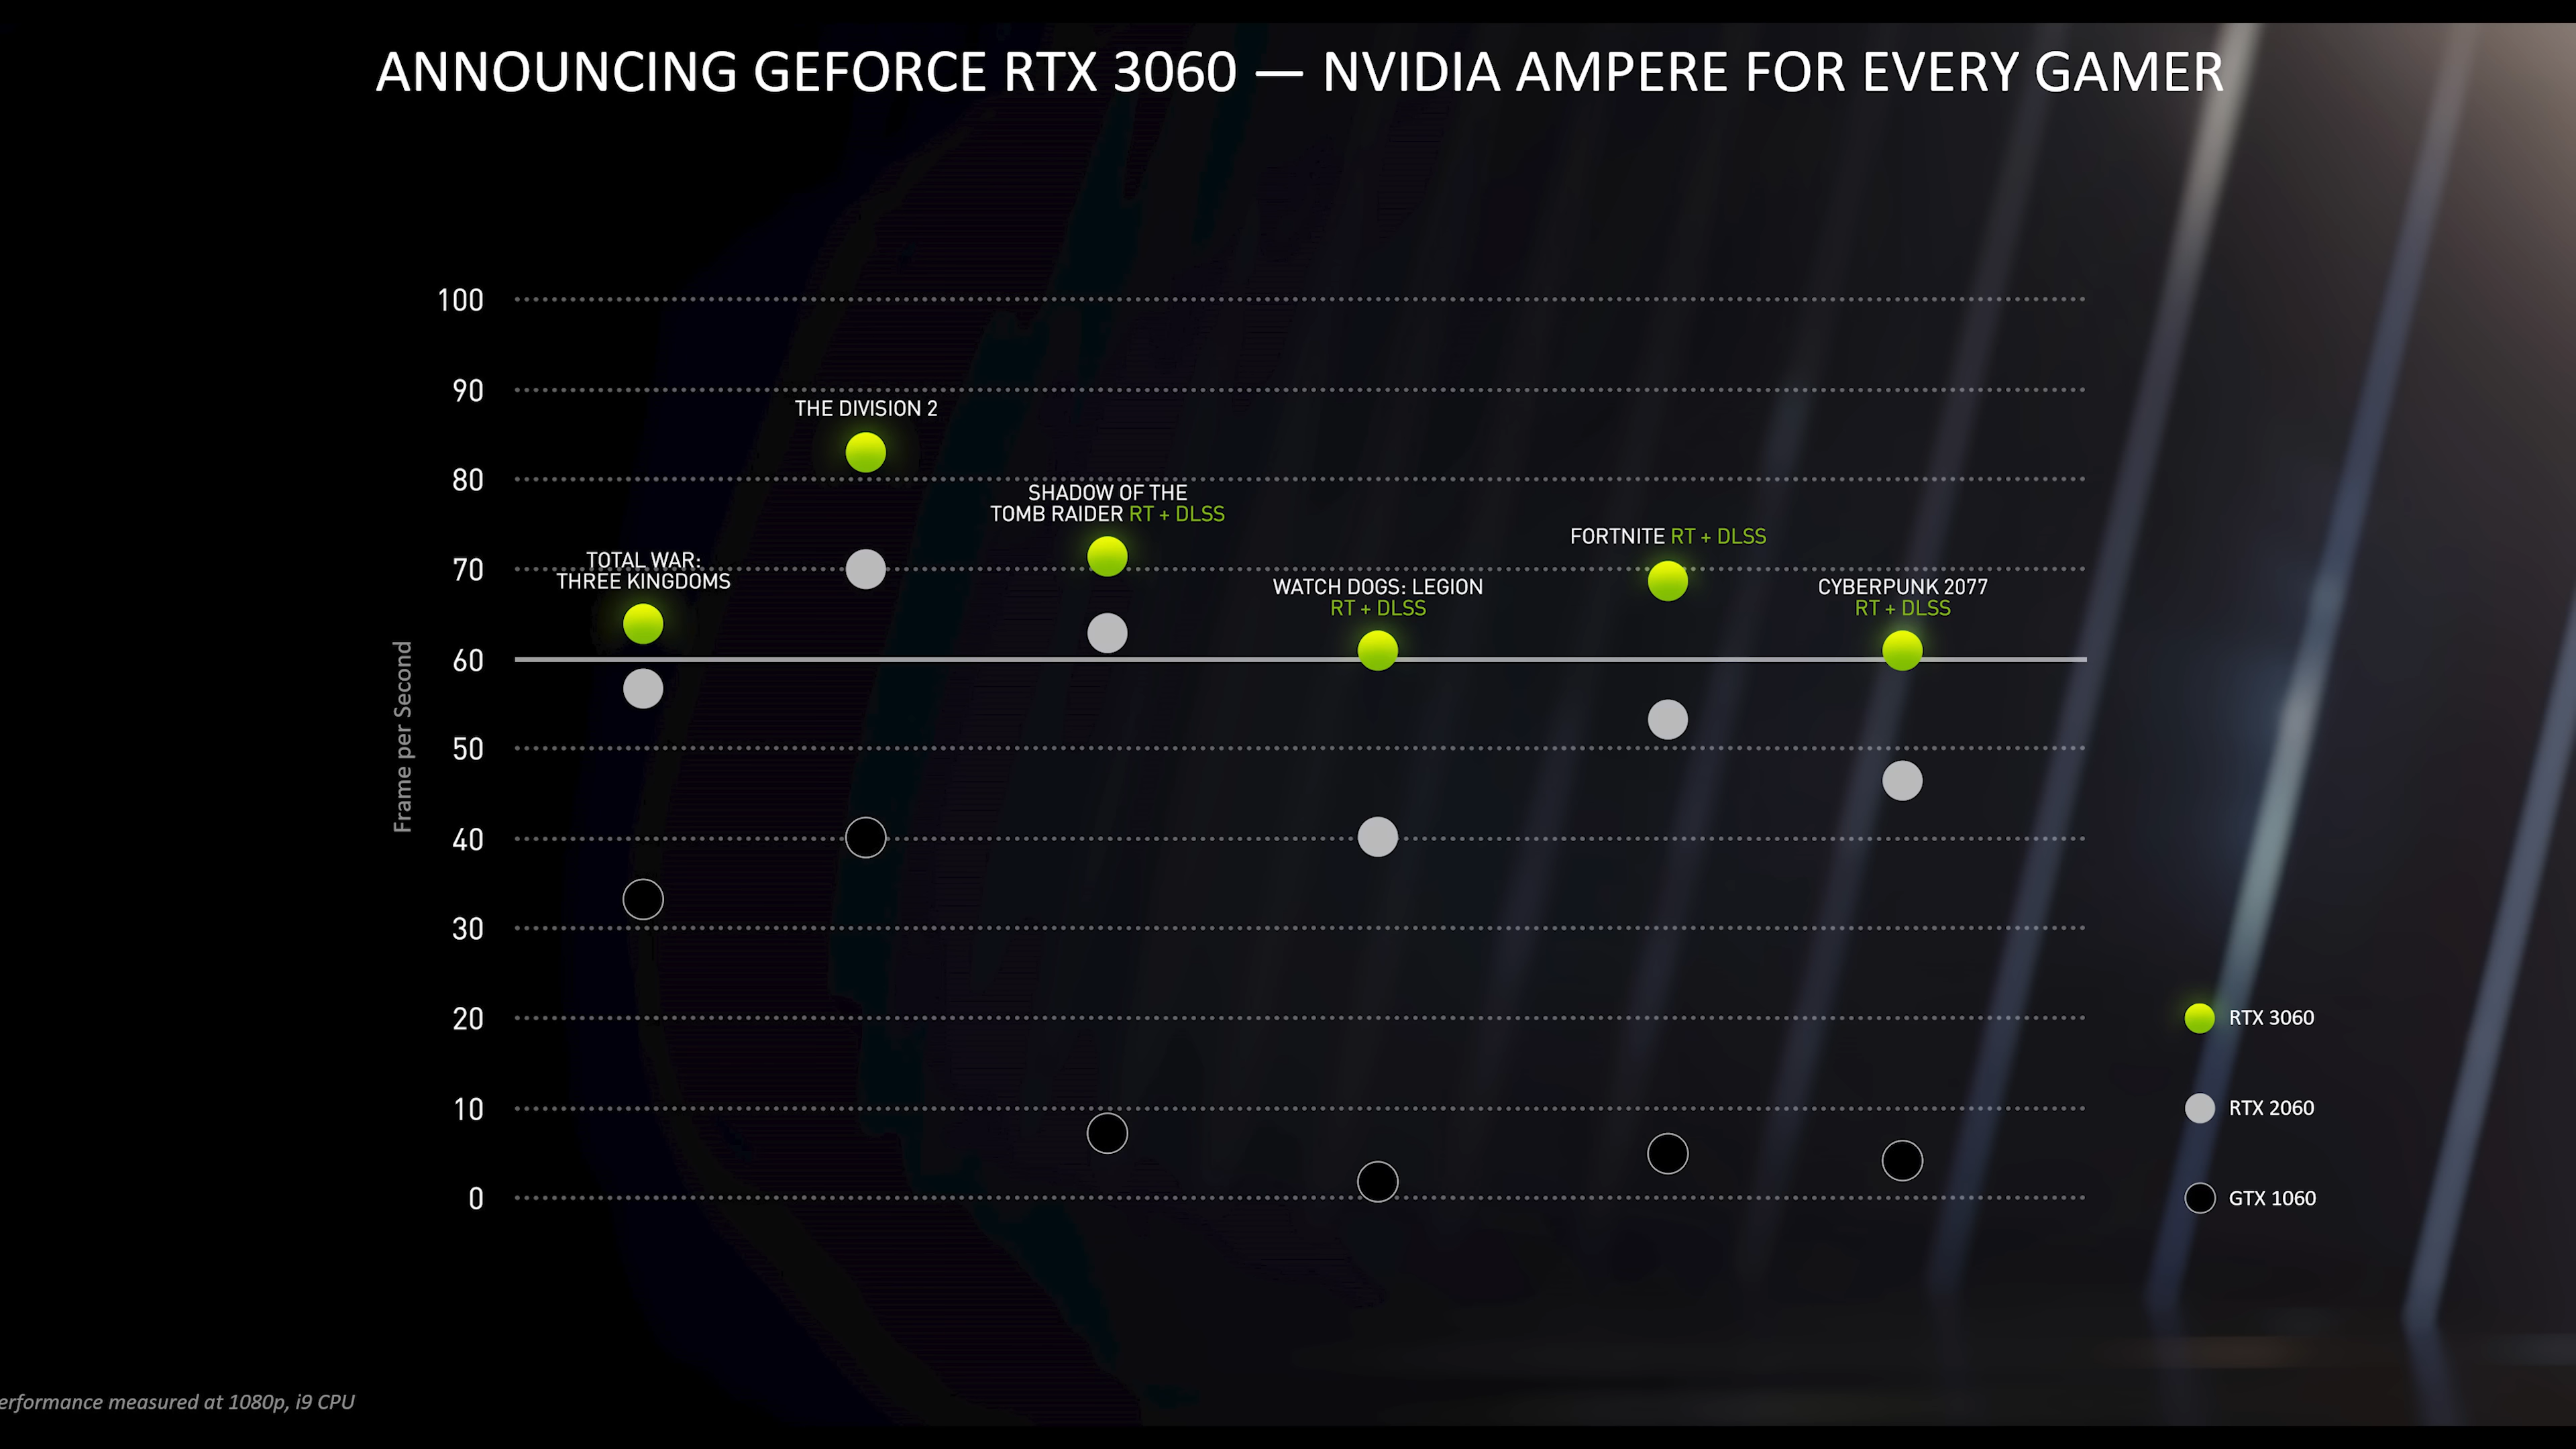 ANNOUNCING GEFORCE RTX 3060 — NVIDIA AMPERE FOR EVERY GAMER
100
90
THE DIVISION 2
80
SHADOW OF THE
TOMB RAIDER RT + DLSS
FORTNITE RT + DLSS
TOTAL WAR:
THREE KINGDOMS
70
WATCH DOGS: LEGION
RT + DLSS
CYBERPUNK 2077
RT + DLSS
60
Frame per Second
50
40
30
20
10
0
RTX 3060
RTX 2060
GTX 1060
erformance measured at 1080p, i9 CPU